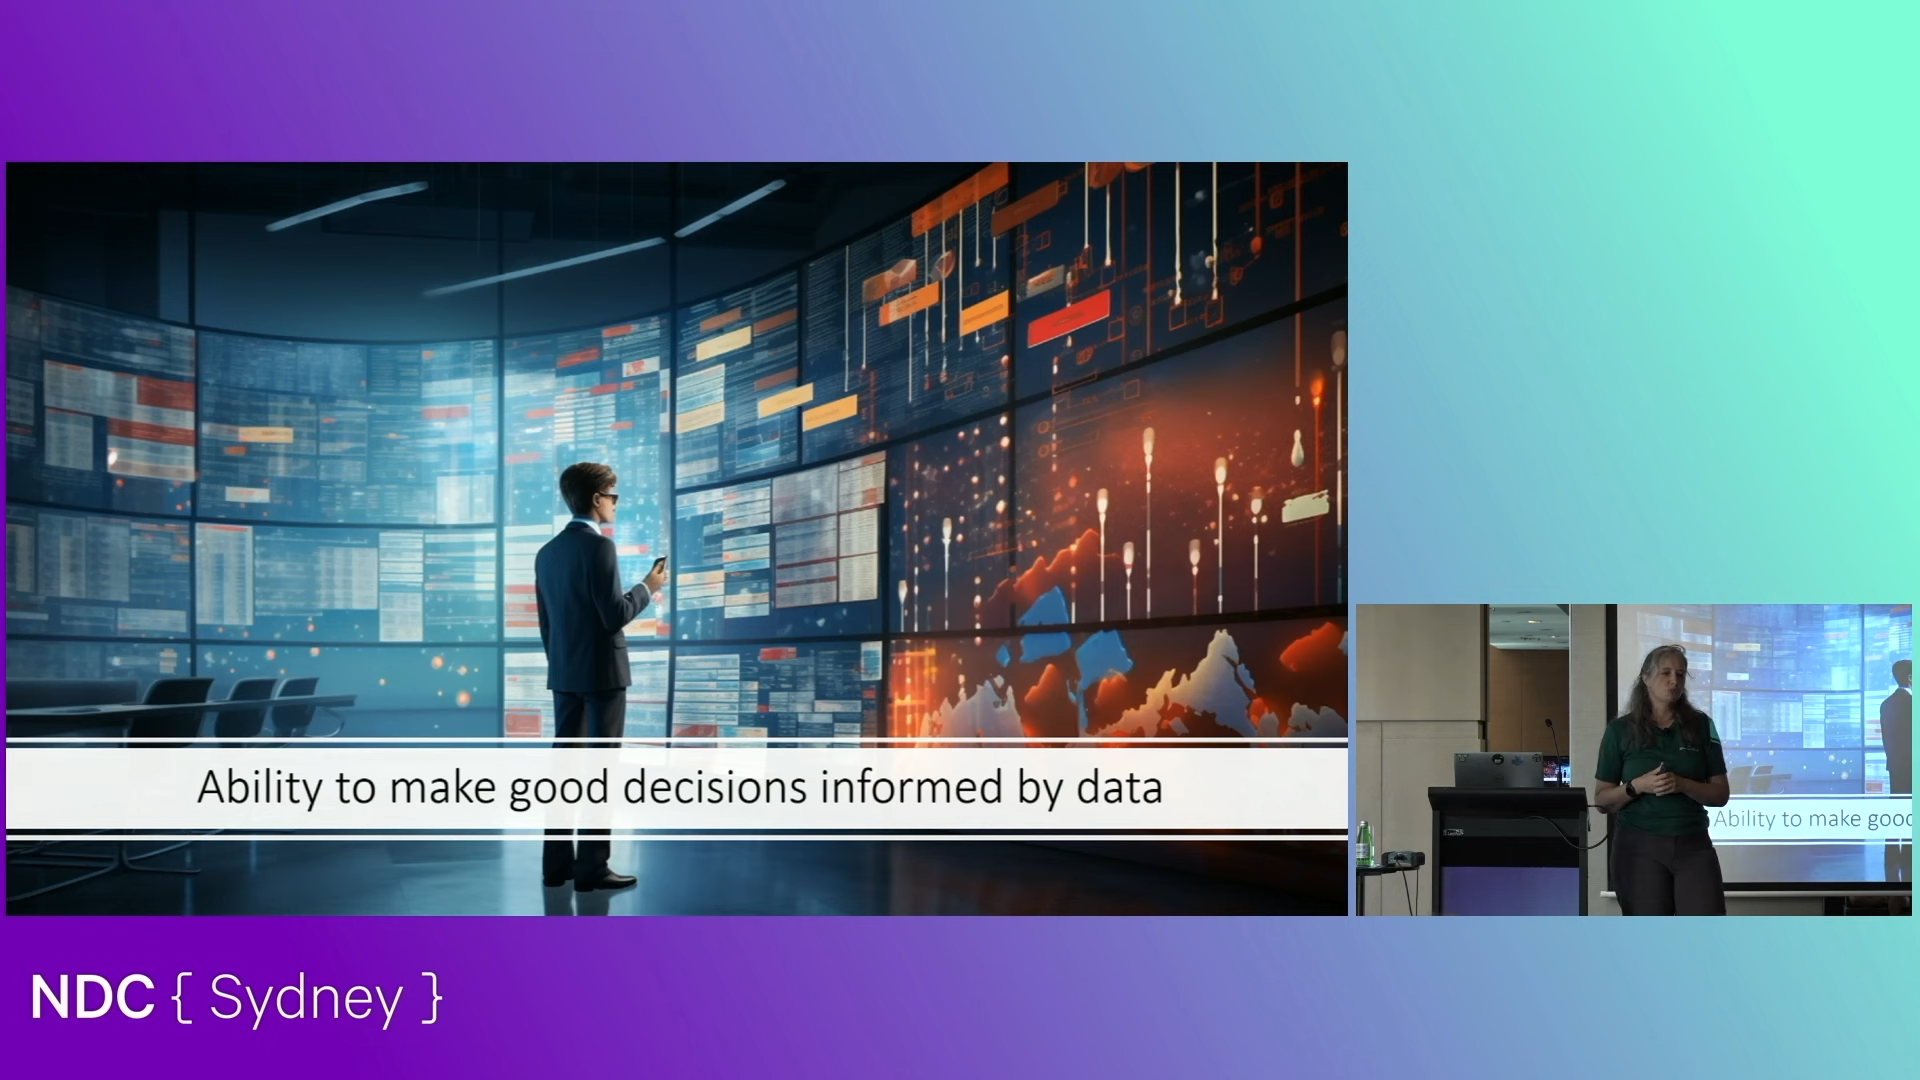 Ability to make good decisions informed by data
Ability to make good
NDC { Sydney }